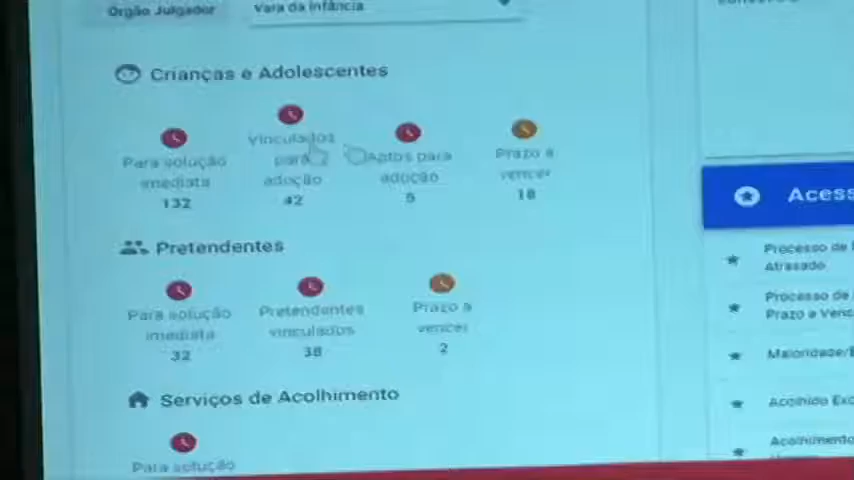 Órgão Julgador
Vara da Infância
Crianças e Adolescentes
Para solução
imediata
132
Vinculados
para
adoção
42
Aptos para
adoção
Prazo a
vencer
18
Pretendentes
Para solução
imediata
32
Pretendentes
vinculados
38
Prazo a
vencer
2
Serviços de Acolhimento
Para solução
Acess
Processo de
Atrasado
Processo de
Prazo a Venc
Maioridade/
Acolhido Exc
Acolhimento